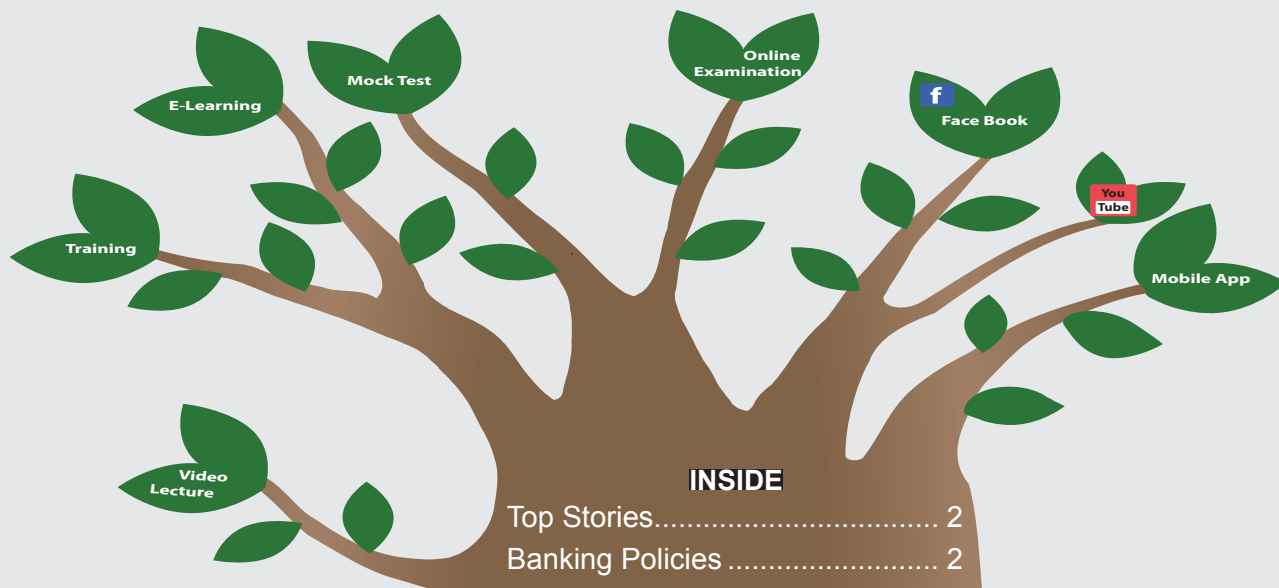 Mock Test
Online
Examination
E-Learning
f
Face Book
You
Tube
Training
Mobile App
Video
Lecture
INSIDE
Top Stories.................................. 2
Banking Policies ......................... 2